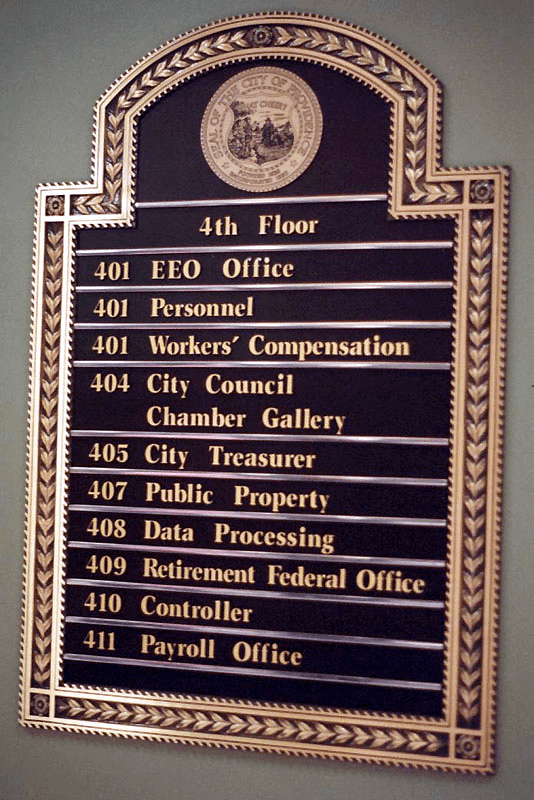 SEAL OF THE CITY OF PROVIDENCE
4th Floor
401 EEO Office
401 Personnel
401 Workers' Compensation
404 City Council
Chamber Gallery
405 City Treasurer
407 Public Property
408 Data Processing
409 Retirement Federal Office
410 Controller
411 Payroll Office